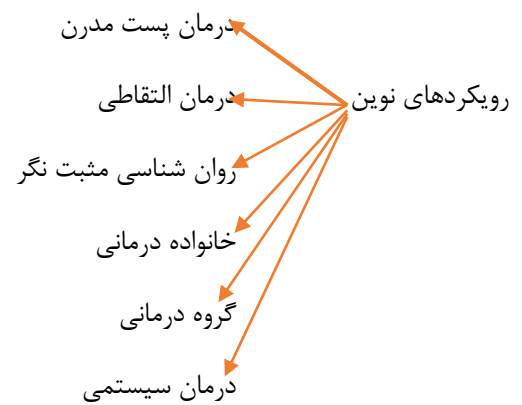 درمان پست مدرن
درمان التقاطی
رویکردهای نوین
روان شناسی مثبت نگر
خانواده درمانی
گروه درمانی
درمان سیستمی